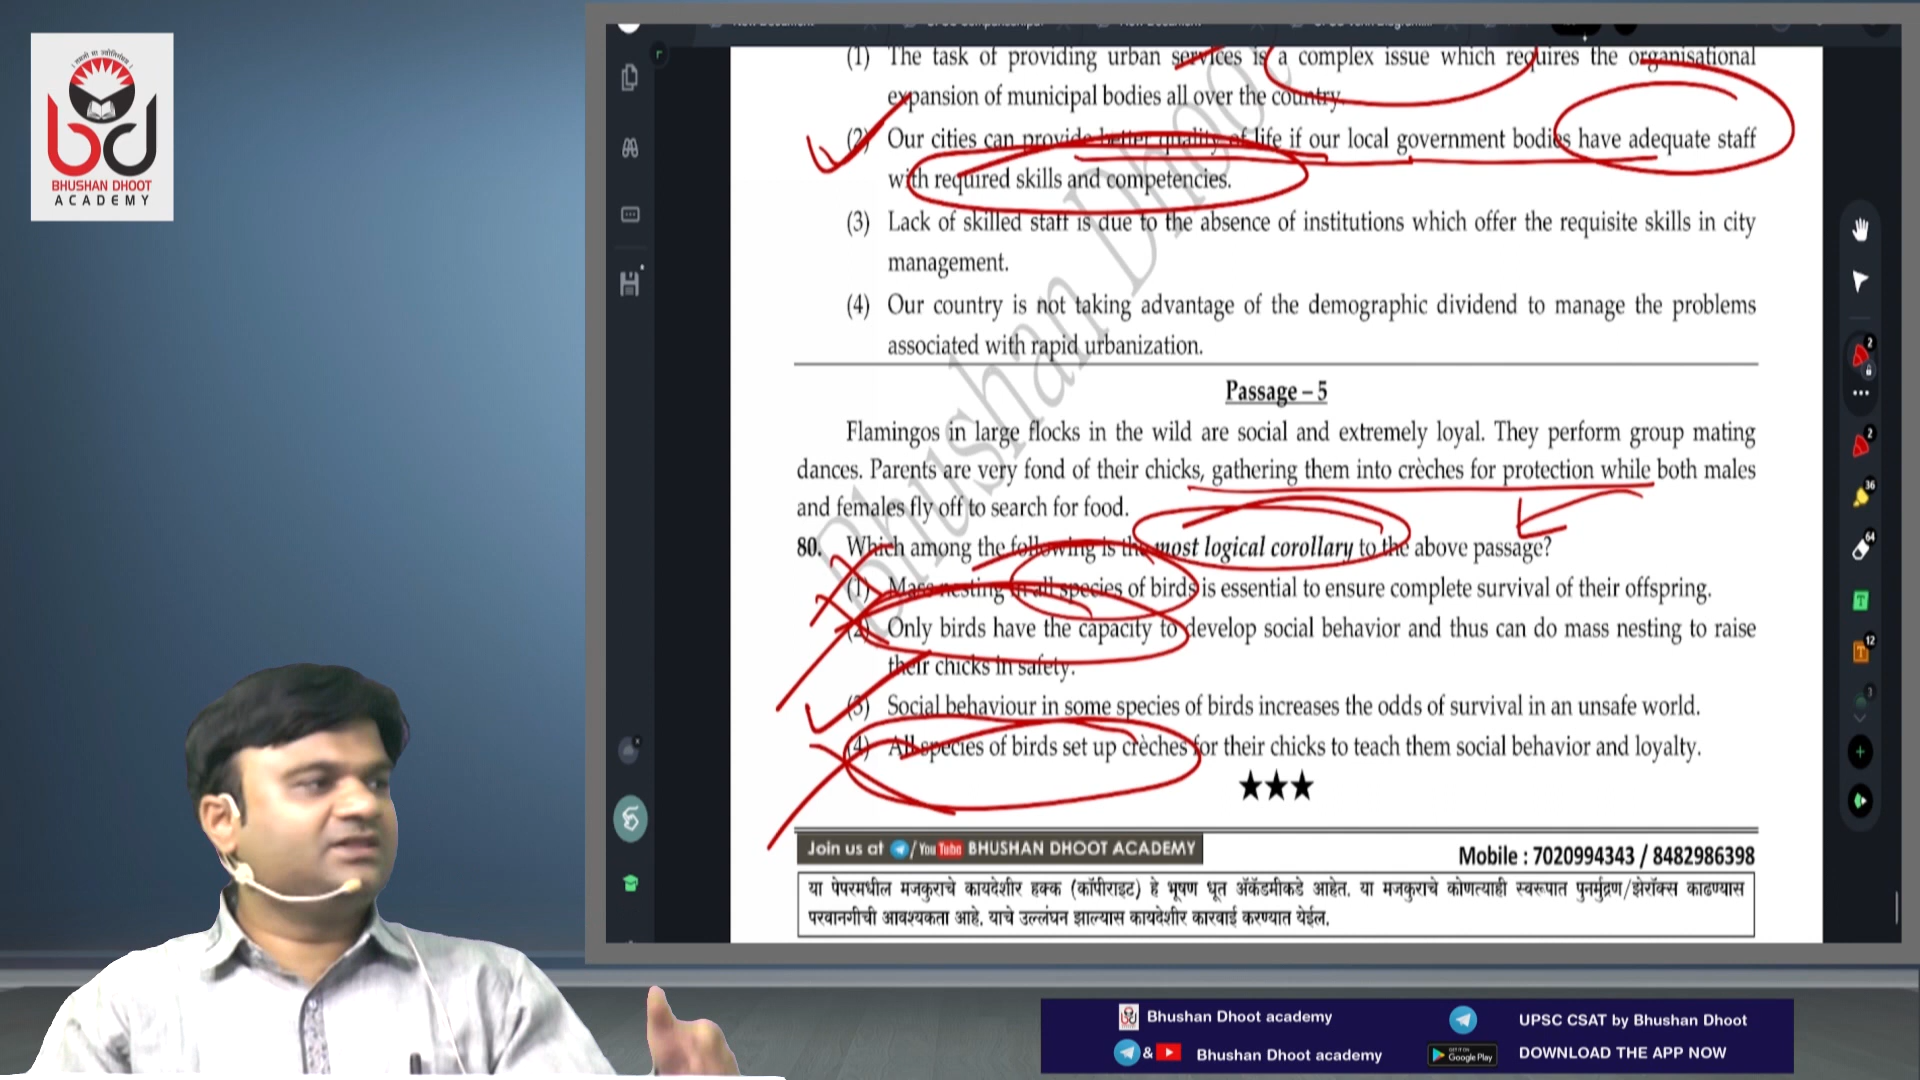 BHUSHAN DHOOT
ACADEMY
(1) The task of providing urban services is a complex issue which requires the organisational
expansion of municipal bodies all over the country.
(2) Our cities can provide better quality of life if our local government bodies have adequate staff
with required skills and competencies.
(3) Lack of skilled staff is due to the absence of institutions which offer the requisite skills in city
management.
(4) Our country is not taking advantage of the demographic dividend to manage the problems
associated with rapid urbanization.
Passage – 5
Flamingos in large flocks in the wild are social and extremely loyal. They perform group mating
dances. Parents are very fond of their chicks, gathering them into crèches for protection while both males
and females fly off to search for food.
80. Which among the following is the most logical corollary to the above passage?
(1) Mass nesting in all species of birds is essential to ensure complete survival of their offspring.
(2) Only birds have the capacity to develop social behavior and thus can do mass nesting to raise
their chicks in safety.
(3) Social behaviour in some species of birds increases the odds of survival in an unsafe world.
(4) All species of birds set up crèches for their chicks to teach them social behavior and loyalty.
★★★
Join us at / You Tube BHUSHAN DHOOT ACADEMY
Mobile : 7020994343 / 8482986398
या पेपरमधील मजकुराचे कायदेशीर हक्क (कॉपीराइट) हे भूषण धूत अ‍ॅकॅडमीकडे आहेत. या मजकुराचे कोणत्याही स्वरूपात पुनर्मुद्रण/झेरॉक्स काढण्यास
परवानगीची आवश्यकता आहे. याचे उल्लंघन झाल्यास कायदेशीर कारवाई करण्यात येईल.
Bhushan Dhoot
2
2
36
64
12
3
Bhushan Dhoot academy
UPSC CSAT by Bhushan Dhoot
& Bhushan Dhoot academy
Google Play
DOWNLOAD THE APP NOW